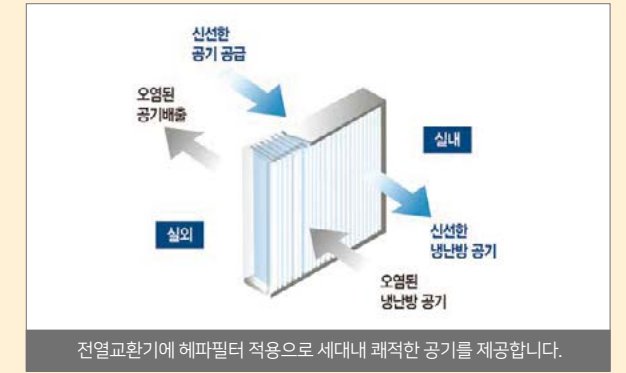 신선한
공기 공급
오염된
공기배출
실내
실외
신선한
냉난방 공기
오염된
냉난방 공기
전열교환기에 헤파필터 적용으로 세대내 쾌적한 공기를 제공합니다.